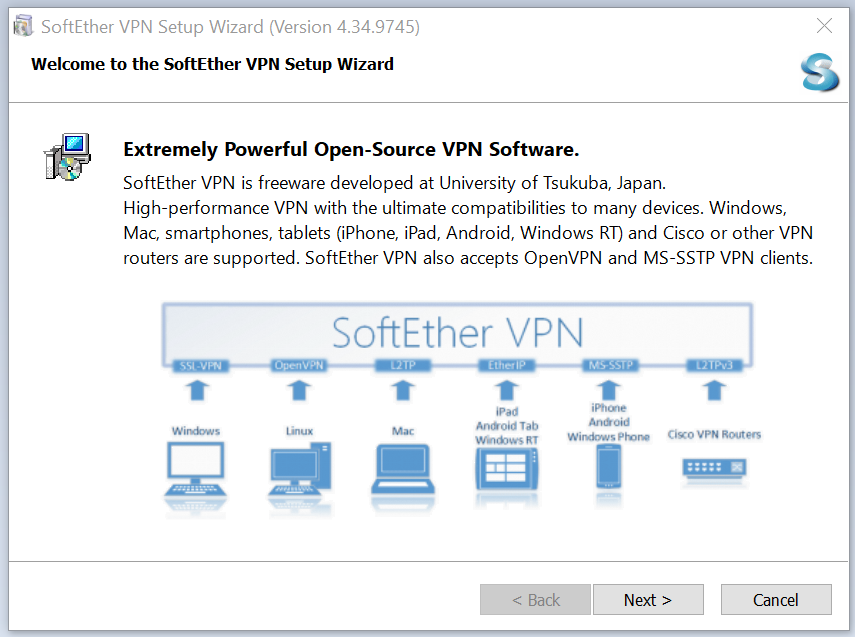 SoftEther VPN Setup Wizard (Version 4.34.9745)
Welcome to the SoftEther VPN Setup Wizard
Extremely Powerful Open-Source VPN Software.
SoftEther VPN is freeware developed at University of Tsukuba, Japan.
High-performance VPN with the ultimate compatibilities to many devices. Windows,
Mac, smartphones, tablets (iPhone, iPad, Android, Windows RT) and Cisco or other VPN
routers are supported. SoftEther VPN also accepts OpenVPN and MS-SSTP VPN clients.
SoftEther VPN
SSL-VPN OpenVPN L2TP EtherIP MS-SSTP L2TPv3
Windows
Linux
Mac
iPad
Android Tab
Windows RT
iPhone
Android
Windows Phone
Cisco VPN Routers
< Back Next > Cancel